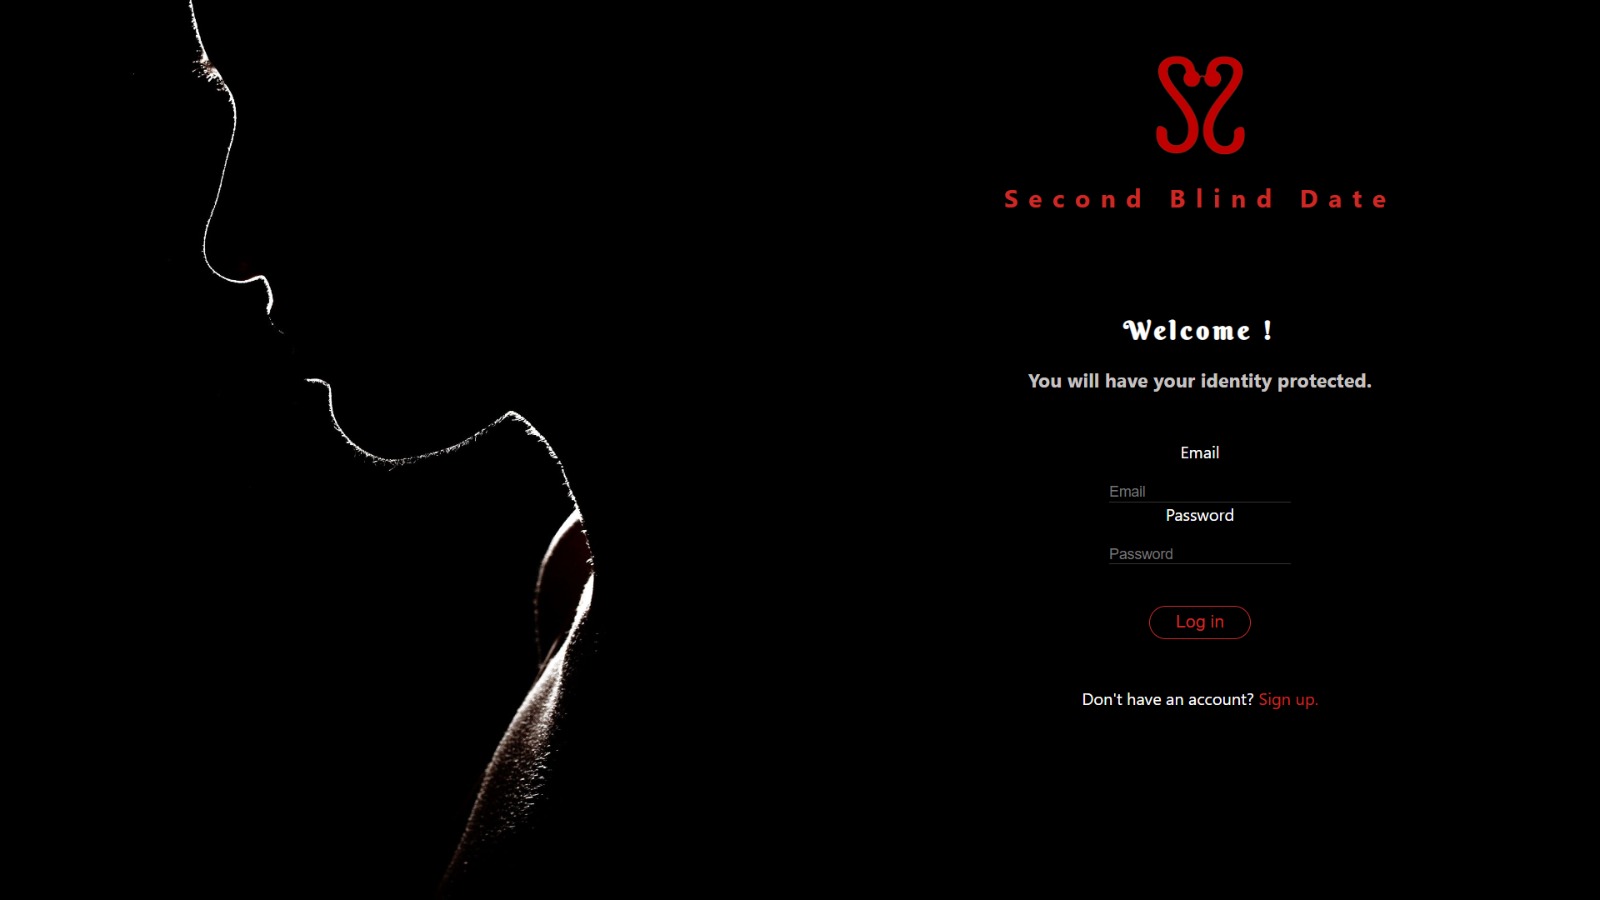 Second Blind Date
Welcome !
You will have your identity protected.
Email
Email
Password
Password
Log in
Don't have an account? Sign up.